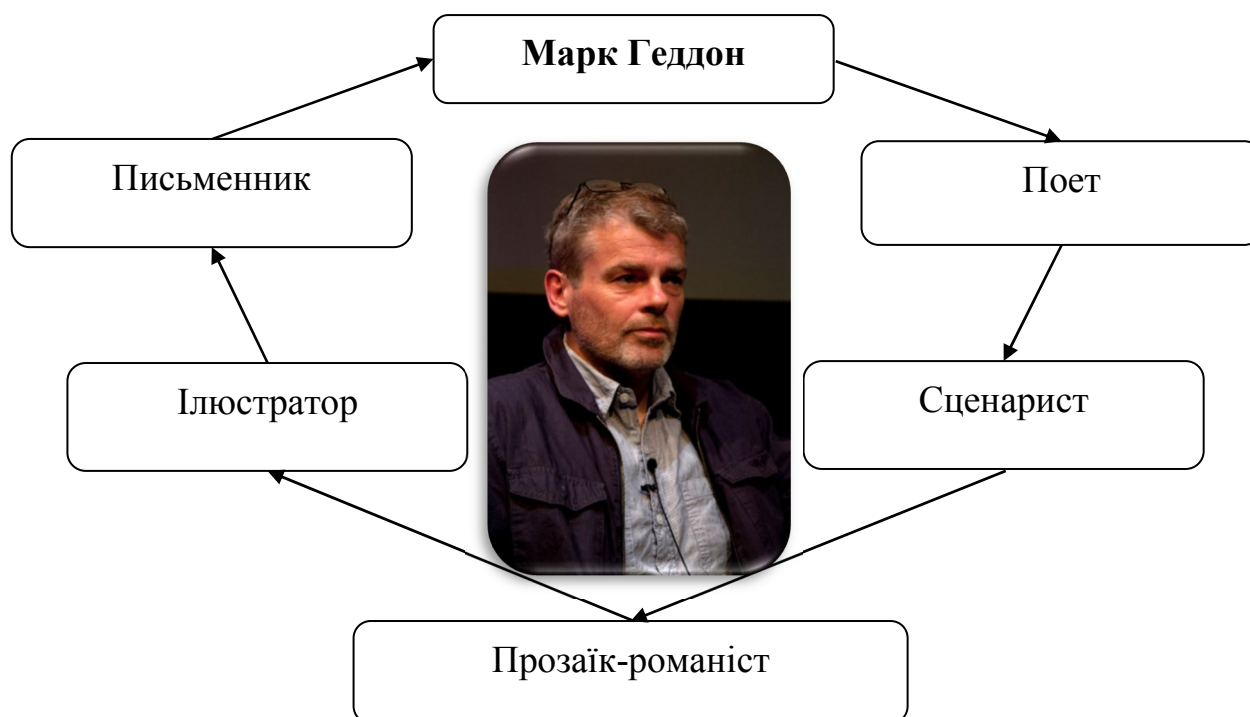 Марк Геддон
Письменник
Поет
Ілюстратор
Сценарист
Прозаїк-романіст